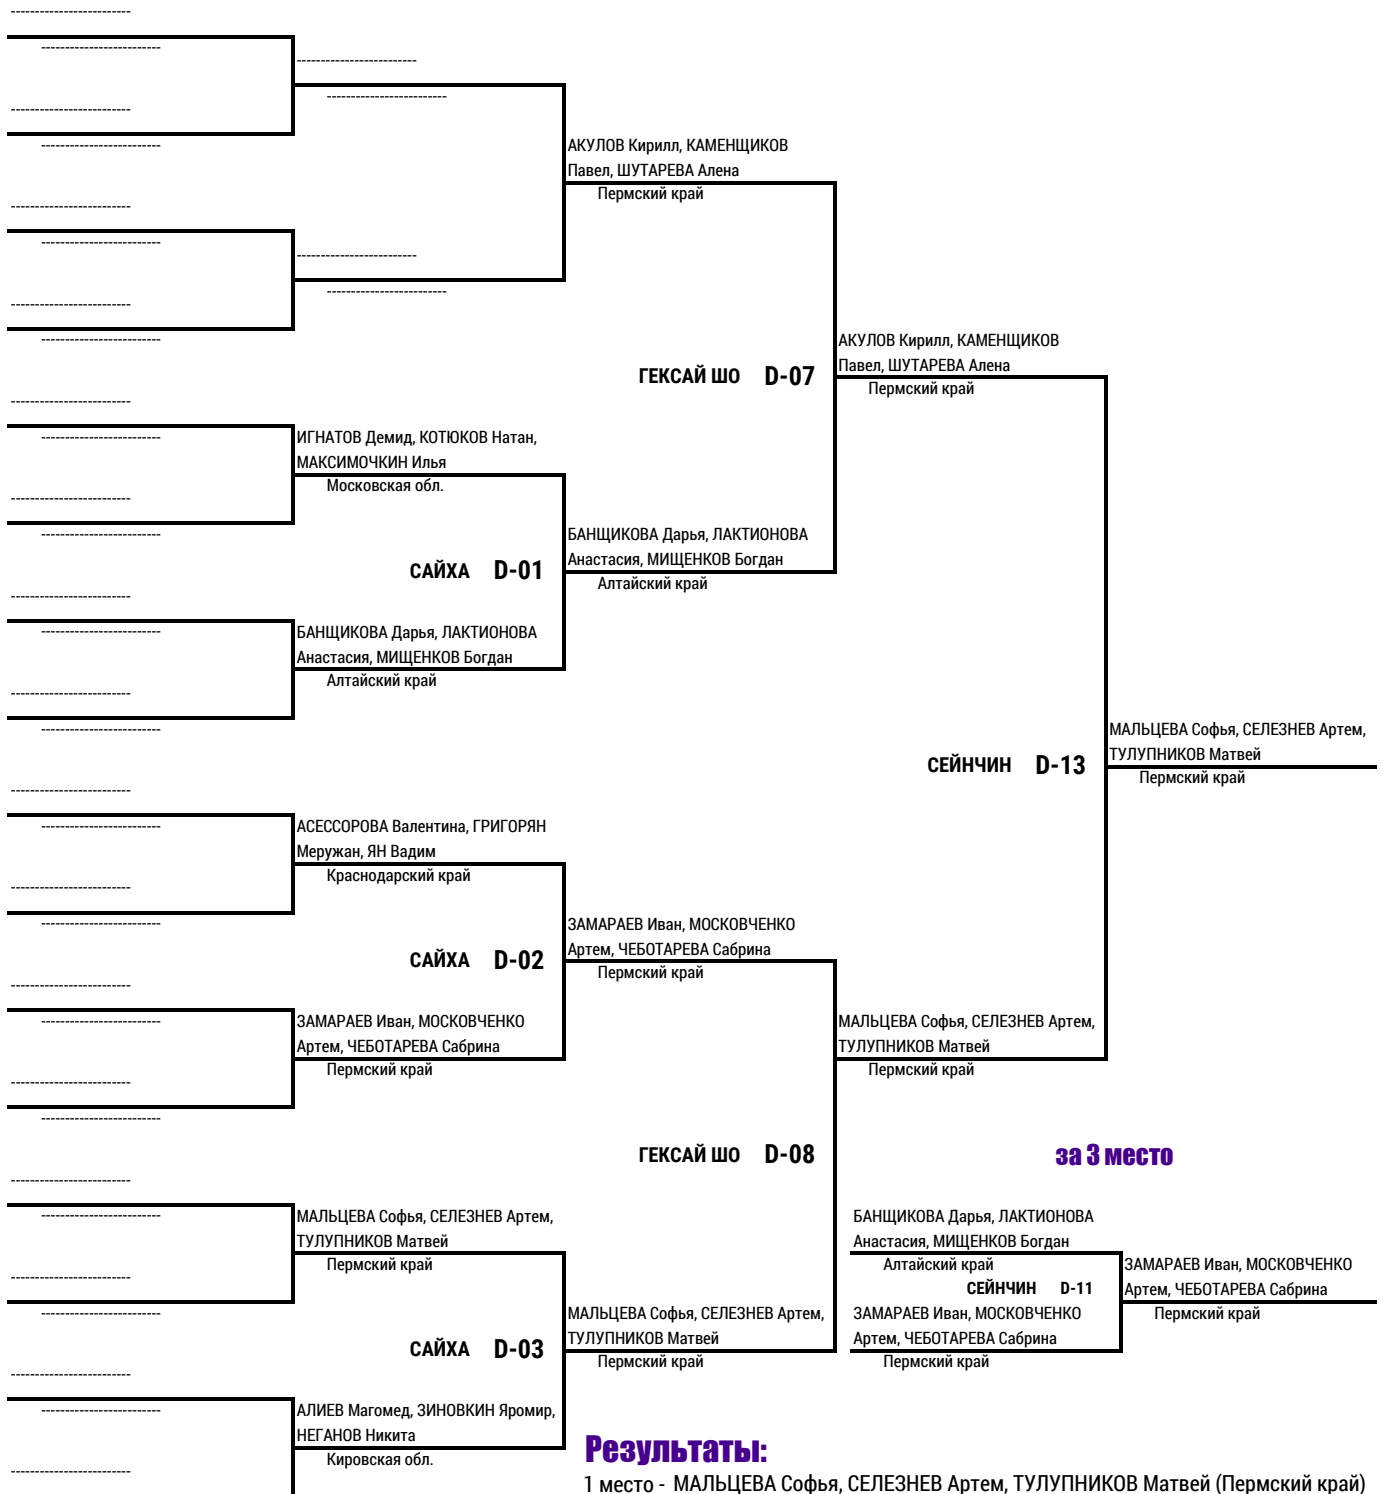 -------------------------
-------------------------
-------------------------
-------------------------
-------------------------
-------------------------
АКУЛОВ Кирилл, КАМЕНЩИКОВ
Павел, ШУТАРЕВА Алена
Пермский край
-------------------------
-------------------------
-------------------------
-------------------------
-------------------------
-------------------------
АКУЛОВ Кирилл, КАМЕНЩИКОВ
Павел, ШУТАРЕВА Алена
Пермский край
ГЕКСАЙ ШО D-07
-------------------------
-------------------------
ИГНАТОВ Демид, КОТЮКОВ Натан,
МАКСИМОЧКИН Илья
Московская обл.
-------------------------
-------------------------
БАНЩИКОВА Дарья, ЛАКТИОНОВА
Анастасия, МИЩЕНКОВ Богдан
Алтайский край
САЙХА D-01
-------------------------
-------------------------
БАНЩИКОВА Дарья, ЛАКТИОНОВА
Анастасия, МИЩЕНКОВ Богдан
Алтайский край
-------------------------
-------------------------
МАЛЬЦЕВА Софья, СЕЛЕЗНЕВ Артем,
ТУЛУПНИКОВ Матвей
Пермский край
СЕЙНЧИН D-13
-------------------------
-------------------------
АСЕССОРОВА Валентина, ГРИГОРЯН
Меружан, ЯН Вадим
Краснодарский край
-------------------------
-------------------------
ЗАМАРАЕВ Иван, МОСКОВЧЕНКО
Артем, ЧЕБОТАРЕВА Сабрина
Пермский край
САЙХА D-02
-------------------------
-------------------------
ЗАМАРАЕВ Иван, МОСКОВЧЕНКО
Артем, ЧЕБОТАРЕВА Сабрина
Пермский край
МАЛЬЦЕВА Софья, СЕЛЕЗНЕВ Артем,
ТУЛУПНИКОВ Матвей
Пермский край
-------------------------
-------------------------
ГЕКСАЙ ШО D-08
за 3 место
-------------------------
-------------------------
МАЛЬЦЕВА Софья, СЕЛЕЗНЕВ Артем,
ТУЛУПНИКОВ Матвей
Пермский край
БАНЩИКОВА Дарья, ЛАКТИОНОВА
Анастасия, МИЩЕНКОВ Богдан
Алтайский край
ЗАМАРАЕВ Иван, МОСКОВЧЕНКО
Артем, ЧЕБОТАРЕВА Сабрина
Пермский край
СЕЙНЧИН D-11
-------------------------
-------------------------
МАЛЬЦЕВА Софья, СЕЛЕЗНЕВ Артем,
ТУЛУПНИКОВ Матвей
Пермский край
ЗАМАРАЕВ Иван, МОСКОВЧЕНКО
Артем, ЧЕБОТАРЕВА Сабрина
Пермский край
САЙХА D-03
-------------------------
-------------------------
АЛИЕВ Магомед, ЗИНОВКИН Яромир,
НЕГАНОВ Никита
Кировская обл.
-------------------------
Результаты:
1 место - МАЛЬЦЕВА Софья, СЕЛЕЗНЕВ Артем, ТУЛУПНИКОВ Матвей (Пермский край)